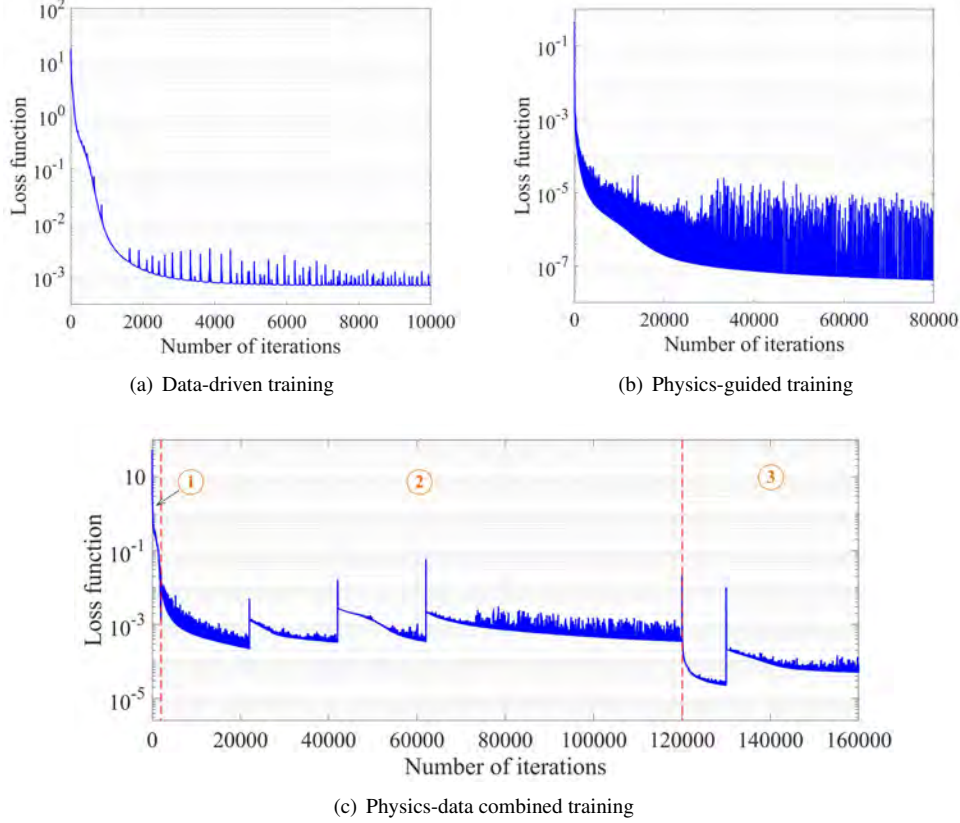 10^2
10^1
10^0
10^-1
10^-2
10^-3
Loss function
0 2000 4000 6000 8000 10000
Number of iterations
(a) Data-driven training
10^-1
10^-3
10^-5
10^-7
Loss function
0 20000 40000 60000 80000
Number of iterations
(b) Physics-guided training
10
10^-1
10^-3
10^-5
Loss function
1 2 3
0 20000 40000 60000 80000 100000 120000 140000 160000
Number of iterations
(c) Physics-data combined training